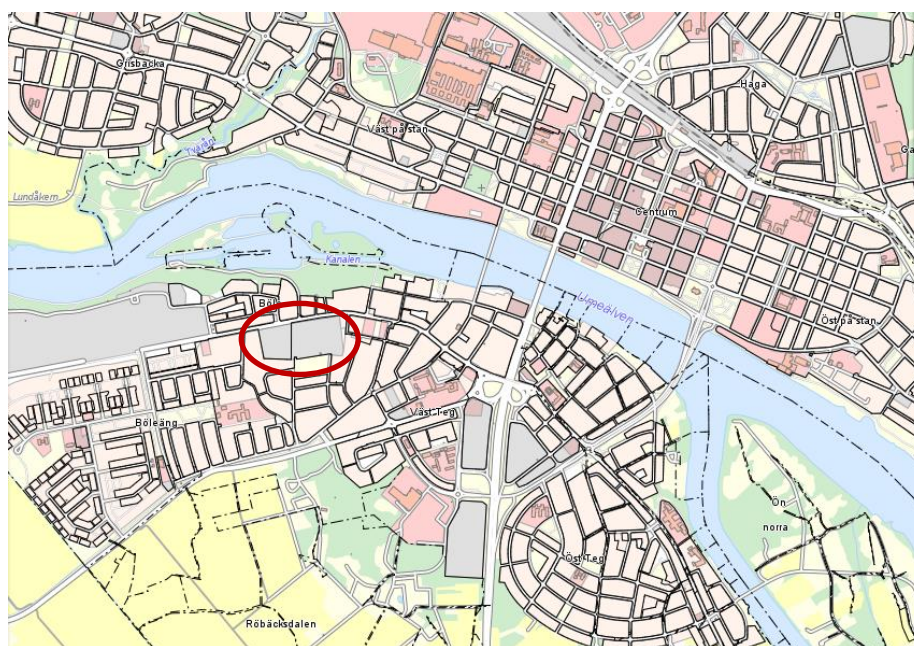 Grisbacka
Haga
Väst på stan
Tvärån
Lundåkern
Centrum
Kanalen
Umeälven
Öst på stan
Väst Teg
Böleäng
Ön
norra
Öst Teg
Röbäcksdalen